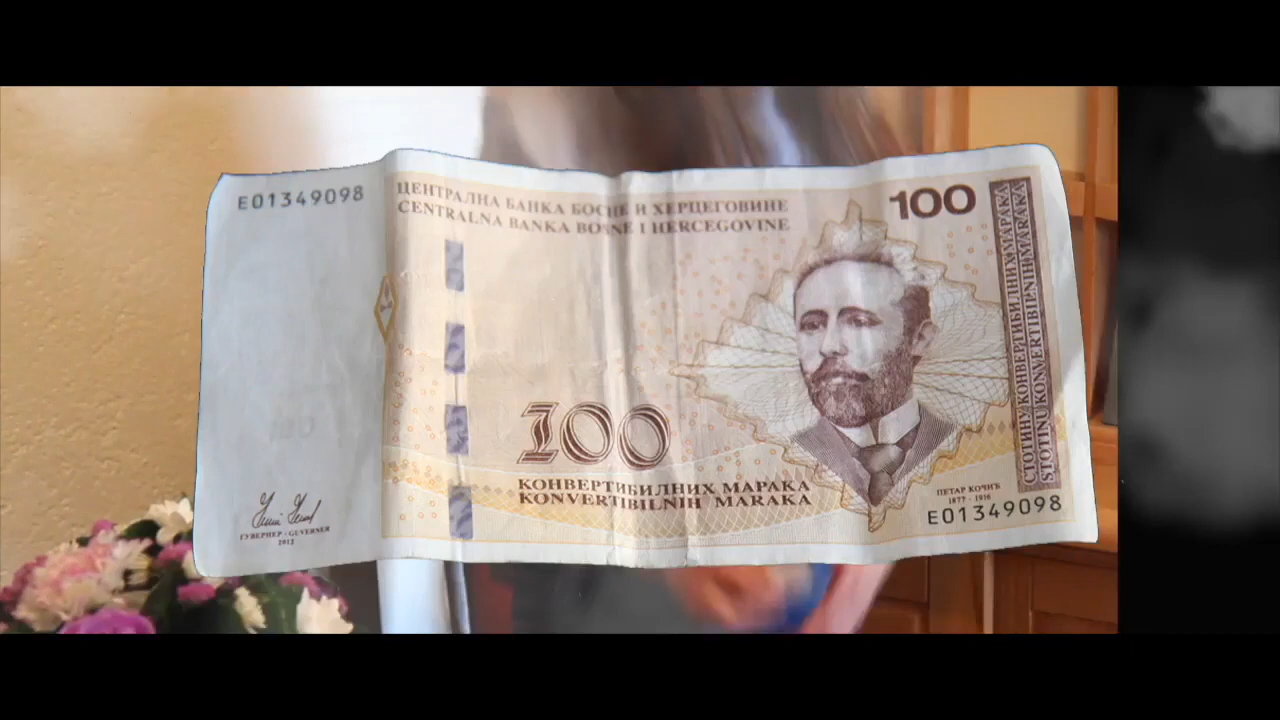 E01349098
ЦЕНТРАЛНА БАНКА БОСНЕ И ХЕРЦЕГОВИНЕ
CENTRALNA BANKA BOSNE I HERCEGOVINE
100
СТОТИНУ КОНВЕРТИБИЛНИХ МАРАКА
STOTINU KONVERTIBILNIH MARAKA
100
КОНВЕРТИБИЛНИХ МАРАКА
KONVERTIBILNIH MARAKA
ПЕТАР КОЧИЋ
1877 - 1916
E01349098
ГУВЕРНЕР - GUVERNER
2012